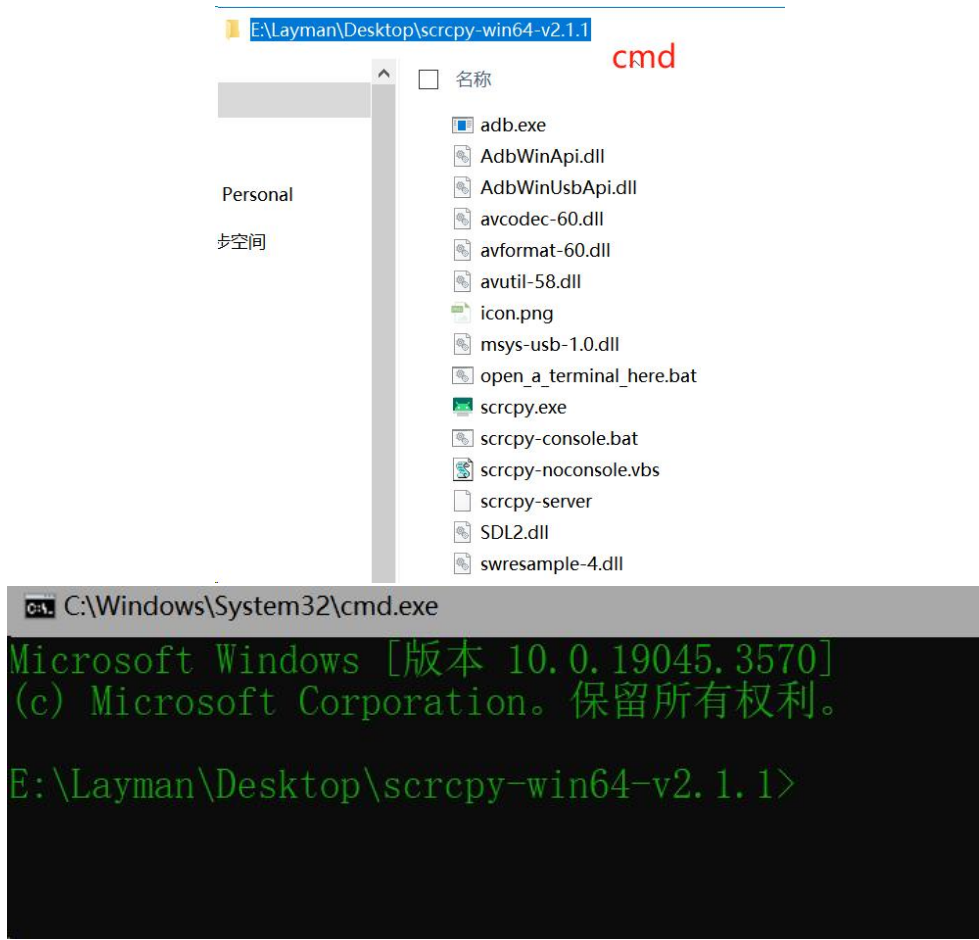 E:\Layman\Desktop\scrcpy-win64-v2.1.1
cmd
名称
adb.exe
AdbWinApi.dll
AdbWinUsbApi.dll
Personal
avcodec-60.dll
步空间
avformat-60.dll
avutil-58.dll
icon.png
msys-usb-1.0.dll
open_a_terminal_here.bat
scrcpy.exe
scrcpy-console.bat
scrcpy-noconsole.vbs
scrcpy-server
SDL2.dll
swresample-4.dll
C:\Windows\System32\cmd.exe
Microsoft Windows [版本 10.0.19045.3570]
(c) Microsoft Corporation。保留所有权利。
E:\Layman\Desktop\scrcpy-win64-v2.1.1>